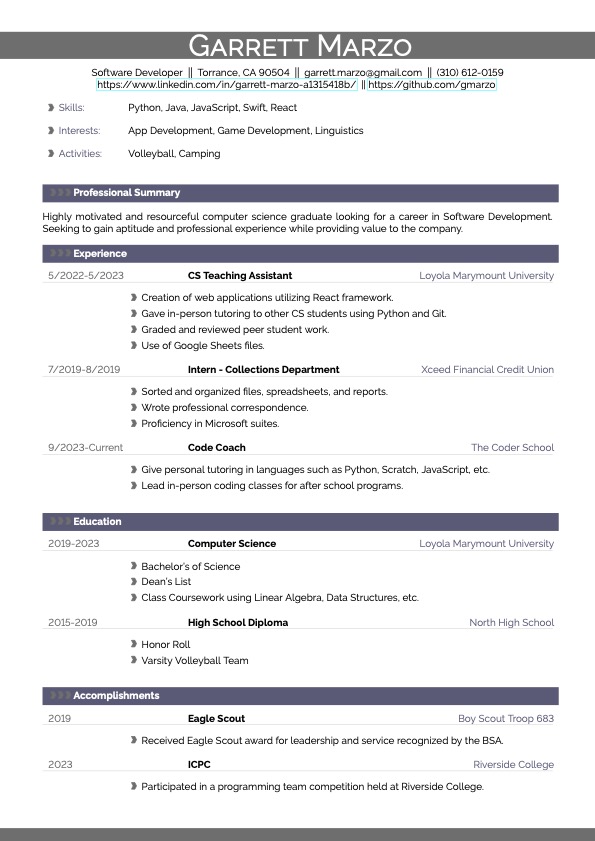 GARRETT MARZO
Software Developer || Torrance, CA 90504 || garrett.marzo@gmail.com || (310) 612-0159
https://www.linkedin.com/in/garrett-marzo-a1315418b/ || https://github.com/gmarzo
Skills: Python, Java, JavaScript, Swift, React
Interests: App Development, Game Development, Linguistics
Activities: Volleyball, Camping
Professional Summary
Highly motivated and resourceful computer science graduate looking for a career in Software Development.
Seeking to gain aptitude and professional experience while providing value to the company.
Experience
5/2022-5/2023 CS Teaching Assistant Loyola Marymount University
Creation of web applications utilizing React framework.
Gave in-person tutoring to other CS students using Python and Git.
Graded and reviewed peer student work.
Use of Google Sheets files.
7/2019-8/2019 Intern - Collections Department Xceed Financial Credit Union
Sorted and organized files, spreadsheets, and reports.
Wrote professional correspondence.
Proficiency in Microsoft suites.
9/2023-Current Code Coach The Coder School
Give personal tutoring in languages such as Python, Scratch, JavaScript, etc.
Lead in-person coding classes for after school programs.
Education
2019-2023 Computer Science Loyola Marymount University
Bachelor's of Science
Dean's List
Class Coursework using Linear Algebra, Data Structures, etc.
2015-2019 High School Diploma North High School
Honor Roll
Varsity Volleyball Team
Accomplishments
2019 Eagle Scout Boy Scout Troop 683
Received Eagle Scout award for leadership and service recognized by the BSA.
2023 ICPC Riverside College
Participated in a programming team competition held at Riverside College.